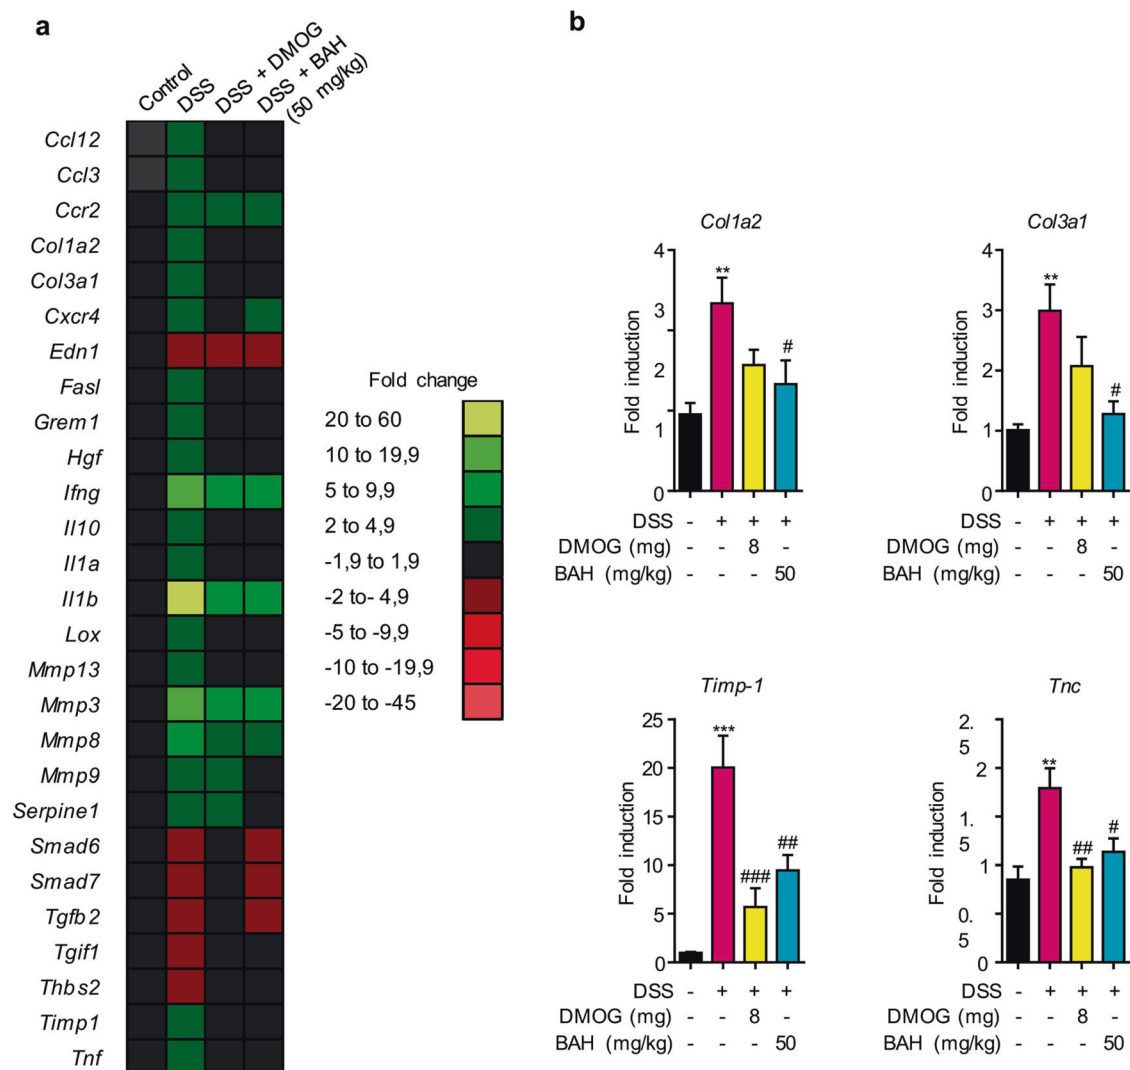 a
Control
DSS
DSS + DMOG
DSS + BAH
(50 mg/kg)
Ccl12
Ccl3
Ccr2
Col1a2
Col3a1
Cxcr4
Edn1
Fasl
Grem1
Hgf
Ifng
Il10
Il1a
Il1b
Lox
Mmp13
Mmp3
Mmp8
Mmp9
Serpine1
Smad6
Smad7
Tgfb2
Tgif1
Thbs2
Timp1
Tnf
Fold change
20 to 60
10 to 19,9
5 to 9,9
2 to 4,9
-1,9 to 1,9
-2 to- 4,9
-5 to -9,9
-10 to -19,9
-20 to -45
b
Col1a2
Fold induction
4
3
2
1
0
**
#
DSS - + + +
DMOG (mg) - - 8 -
BAH (mg/kg) - - - 50
Col3a1
Fold induction
4
3
2
1
0
**
#
DSS - + + +
DMOG (mg) - - 8 -
BAH (mg/kg) - - - 50
Timp-1
Fold induction
25
20
15
10
5
0
***
###
##
DSS - + + +
DMOG (mg) - - 8 -
BAH (mg/kg) - - - 50
Tnc
Fold induction
2.
5
2
1.
5
1
0.
5
0
**
##
#
DSS - + + +
DMOG (mg) - - 8 -
BAH (mg/kg) - - - 50